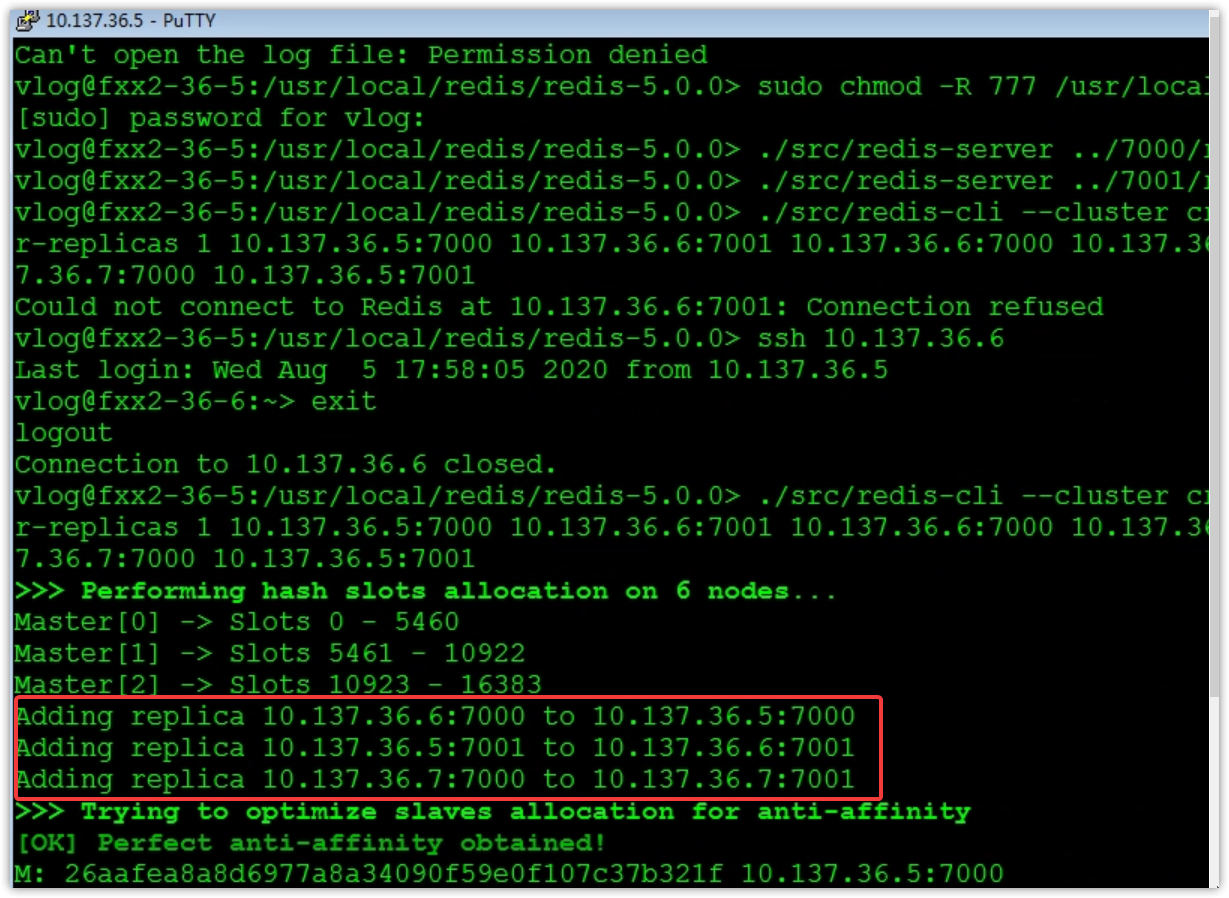 10.137.36.5 - PuTTY
Can't open the log file: Permission denied
vlog@fxx2-36-5:/usr/local/redis/redis-5.0.0> sudo chmod -R 777 /usr/loca
[sudo] password for vlog:
vlog@fxx2-36-5:/usr/local/redis/redis-5.0.0> ./src/redis-server ../7000/
vlog@fxx2-36-5:/usr/local/redis/redis-5.0.0> ./src/redis-server ../7001/
vlog@fxx2-36-5:/usr/local/redis/redis-5.0.0> ./src/redis-cli --cluster c
r-replicas 1 10.137.36.5:7000 10.137.36.6:7001 10.137.36.6:7000 10.137.3
7.36.7:7000 10.137.36.5:7001
Could not connect to Redis at 10.137.36.6:7001: Connection refused
vlog@fxx2-36-5:/usr/local/redis/redis-5.0.0> ssh 10.137.36.6
Last login: Wed Aug  5 17:58:05 2020 from 10.137.36.5
vlog@fxx2-36-6:~> exit
logout
Connection to 10.137.36.6 closed.
vlog@fxx2-36-5:/usr/local/redis/redis-5.0.0> ./src/redis-cli --cluster c
r-replicas 1 10.137.36.5:7000 10.137.36.6:7001 10.137.36.6:7000 10.137.3
7.36.7:7000 10.137.36.5:7001
>>> Performing hash slots allocation on 6 nodes...
Master[0] -> Slots 0 - 5460
Master[1] -> Slots 5461 - 10922
Master[2] -> Slots 10923 - 16383
Adding replica 10.137.36.6:7000 to 10.137.36.5:7000
Adding replica 10.137.36.5:7001 to 10.137.36.6:7001
Adding replica 10.137.36.7:7000 to 10.137.36.7:7001
>>> Trying to optimize slaves allocation for anti-affinity
[OK] Perfect anti-affinity obtained!
M: 26aafea8a8d6977a8a34090f59e0f107c37b321f 10.137.36.5:7000